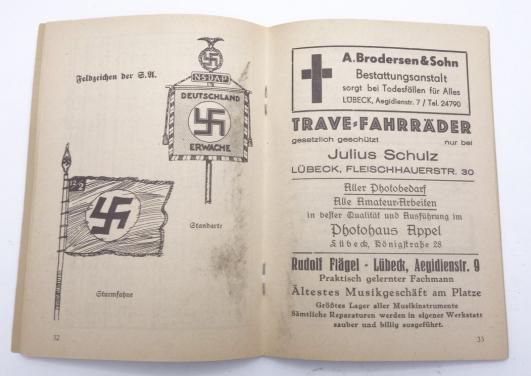 Feldzeichen der S.A.
NSDAP
DEUTSCHLAND
ERWACHE
Standarte
12/2
Sturmfahne
32
A. Brodersen & Sohn
Bestattungsanstalt
sorgt bei Todesfällen für Alles
LÜBECK, Aegidienstr. 7 / Tel. 24790
TRAVE-FAHRRÄDER
gesetzlich geschützt nur bei
Julius Schulz
LÜBECK, FLEISCHHAUERSTR. 30
Aller Photobedarf
Alle Amateur-Arbeiten
in bester Qualität und Ausführung im
Photohaus Appel
Lübeck, Königstraße 28
Rudolf Flägel - Lübeck, Aegidienstr. 9
Praktisch gelernter Fachmann
Ältestes Musikgeschäft am Platze
Größtes Lager aller Musikinstrumente
Sämtliche Reparaturen werden in eigener Werkstatt
sauber und billig ausgeführt.
33